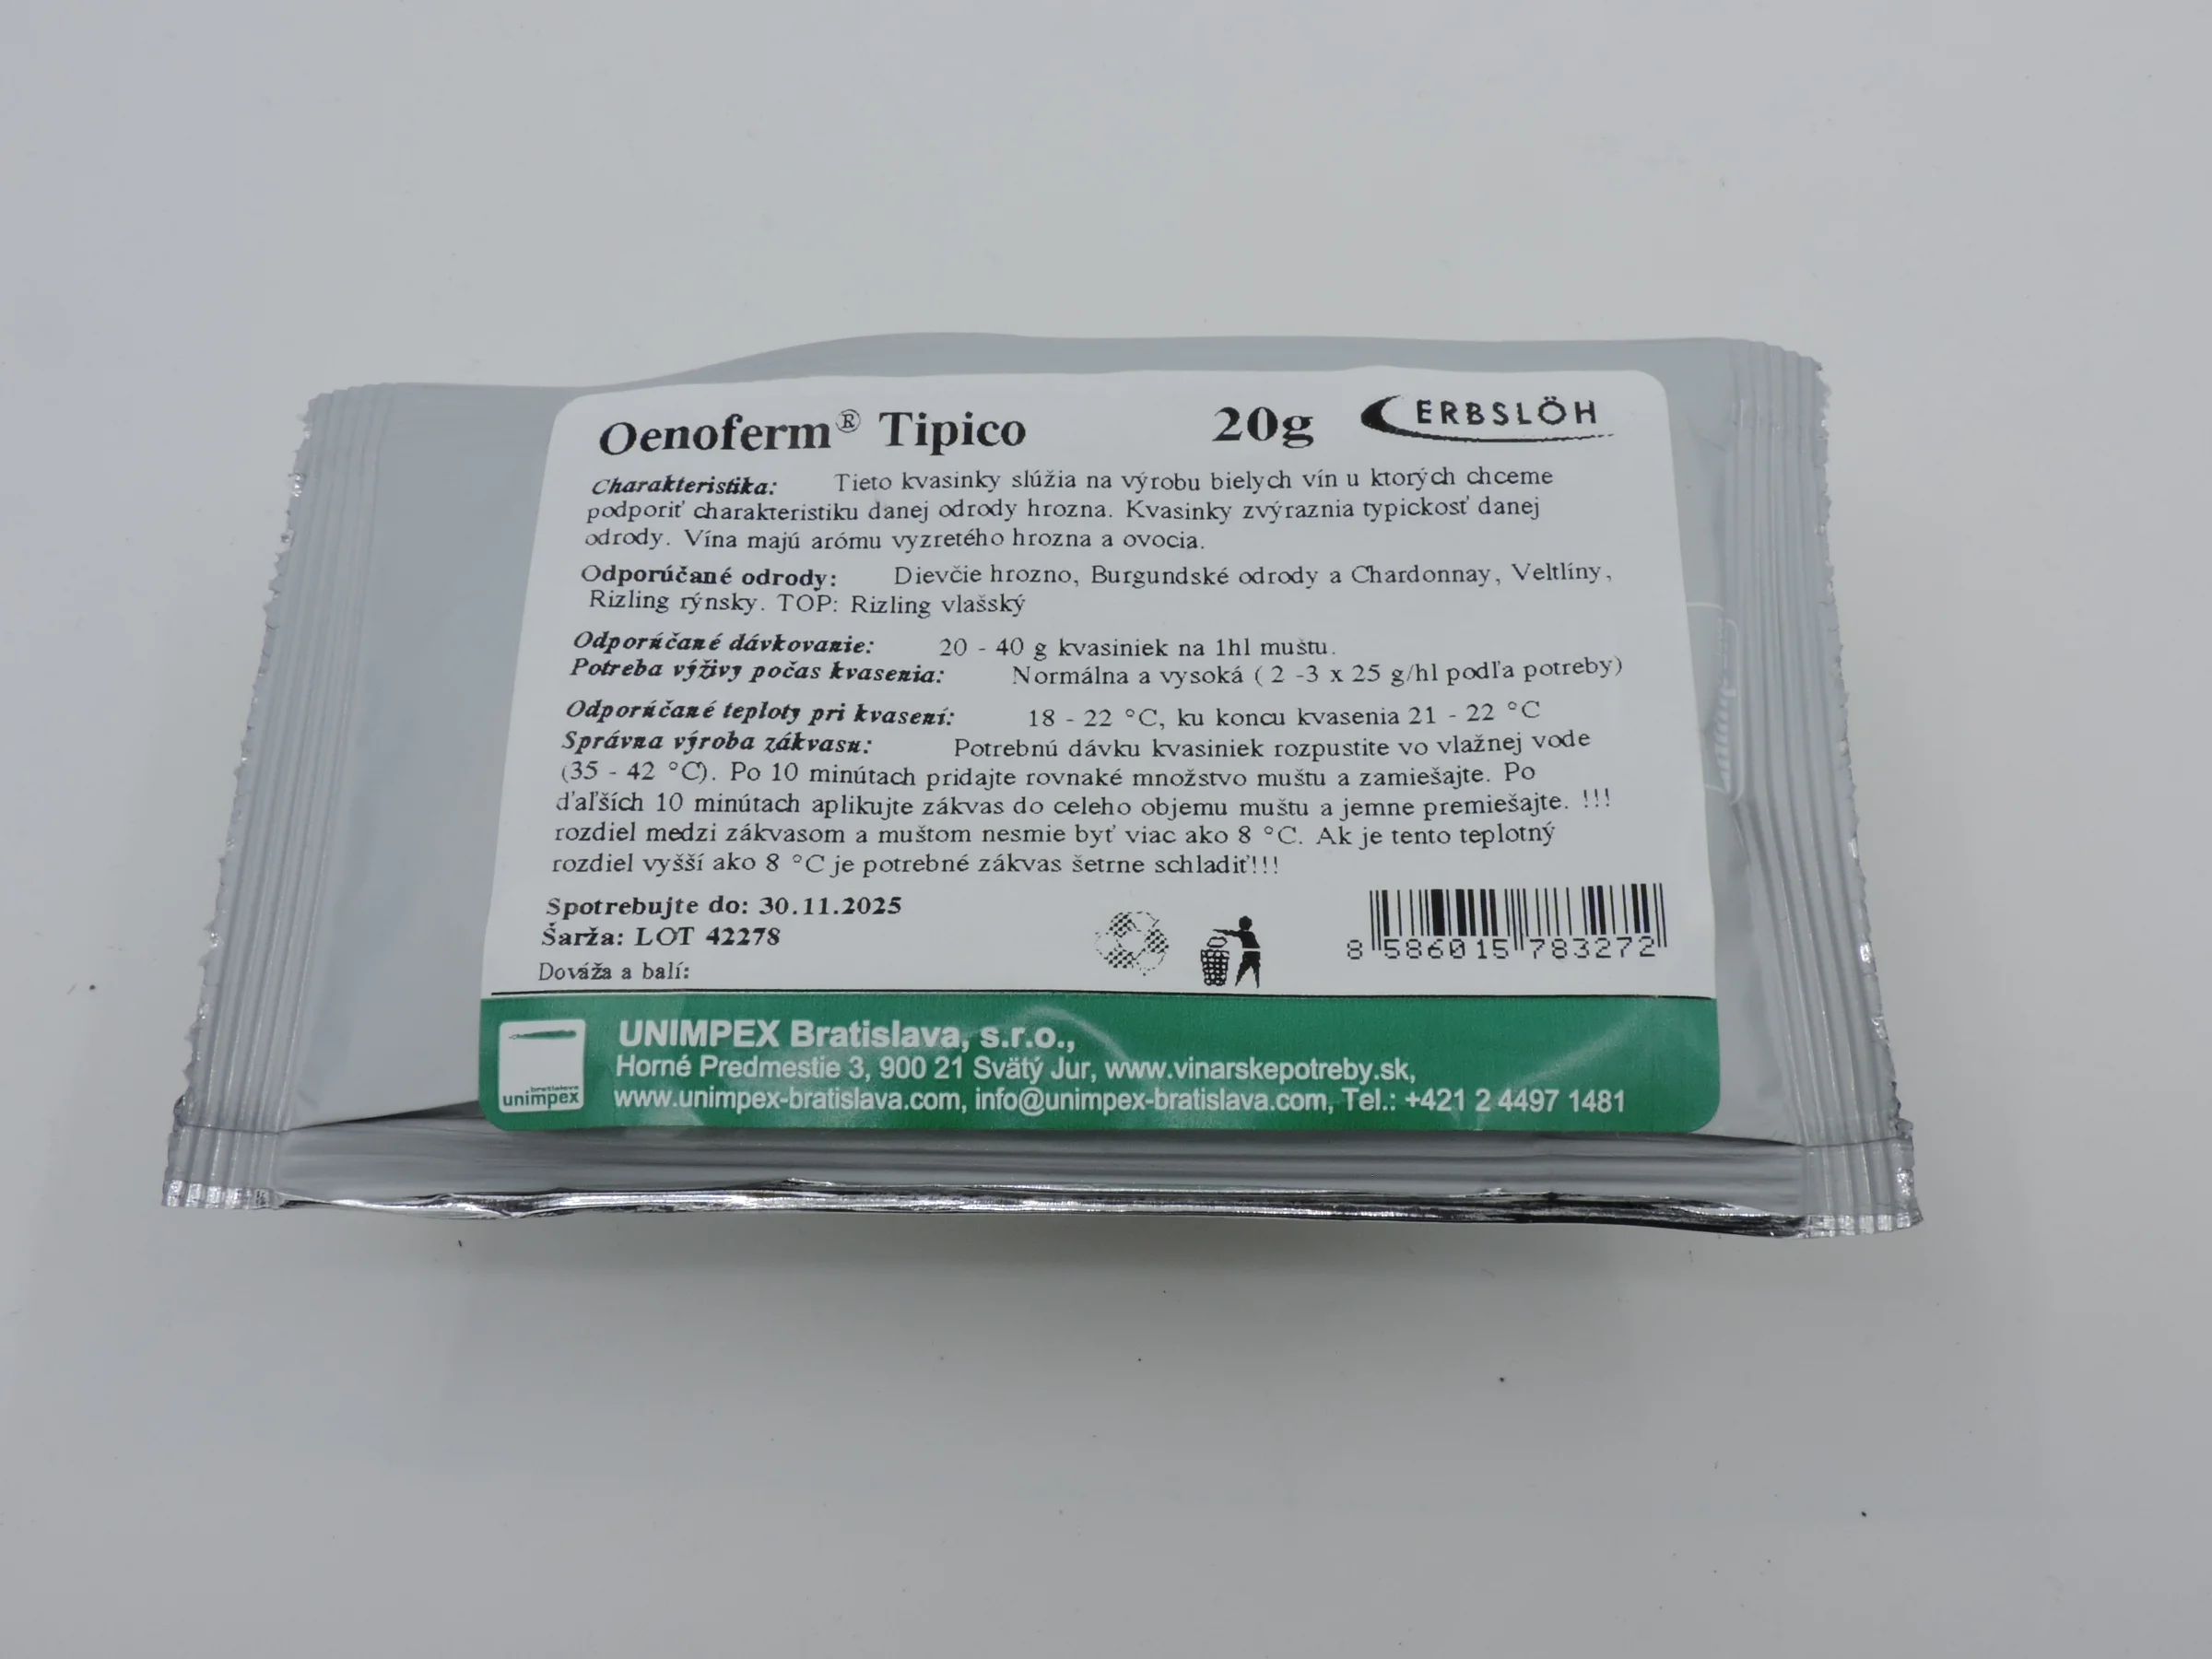 Oenoferm® Tipico 20g ERBSLÖH
Charakteristika: Tieto kvasinky slúžia na výrobu bielych vín u ktorých chceme
podporiť charakteristiku danej odrody hrozna. Kvasinky zvýraznia typickosť danej
odrody. Vína majú arómu vyzretého hrozna a ovocia.
Odporúčané odrody: Dievčie hrozno, Burgundské odrody a Chardonnay, Veltlíny,
Rizling rýnsky. TOP: Rizling vlašský
Odporúčané dávkovanie: 20 - 40 g kvasiniek na 1hl muštu.
Potreba výživy počas kvasenia: Normálna a vysoká ( 2 -3 x 25 g/hl podľa potreby)
Odporúčané teploty pri kvasení: 18 - 22 °C, ku koncu kvasenia 21 - 22 °C
Správna výroba zákvasu: Potrebnú dávku kvasiniek rozpustite vo vlažnej vode
(35 - 42 °C). Po 10 minútach pridajte rovnaké množstvo muštu a zamiešajte. Po
ďaľších 10 minútach aplikujte zákvas do celeho objemu muštu a jemne premiešajte. !!!
rozdiel medzi zákvasom a muštom nesmie byť viac ako 8 °C. Ak je tento teplotný
rozdiel vyšší ako 8 °C je potrebné zákvas šetrne schladiť!!!
Spotrebujte do: 30.11.2025
Šarža: LOT 42278
Dováža a balí:
8 586015 783272
bratislava
unimpex
UNIMPEX Bratislava, s.r.o.,
Horné Predmestie 3, 900 21 Svätý Jur, www.vinarskepotreby.sk,
www.unimpex-bratislava.com, info@unimpex-bratislava.com, Tel.: +421 2 4497 1481